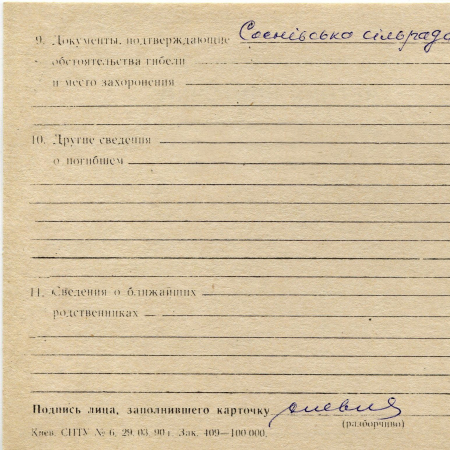 9. Документы, подтверждающие Соснівська сільрада
обстоятельства гибели
и место захоронения
10. Другие сведения
о погибшем
11. Сведения о ближайших
родственниках
Подпись лица, заполнившего карточку
(разборчиво)
Киев. СПТУ № 6. 29. 03. 90 г. Зак. 409—100 000.